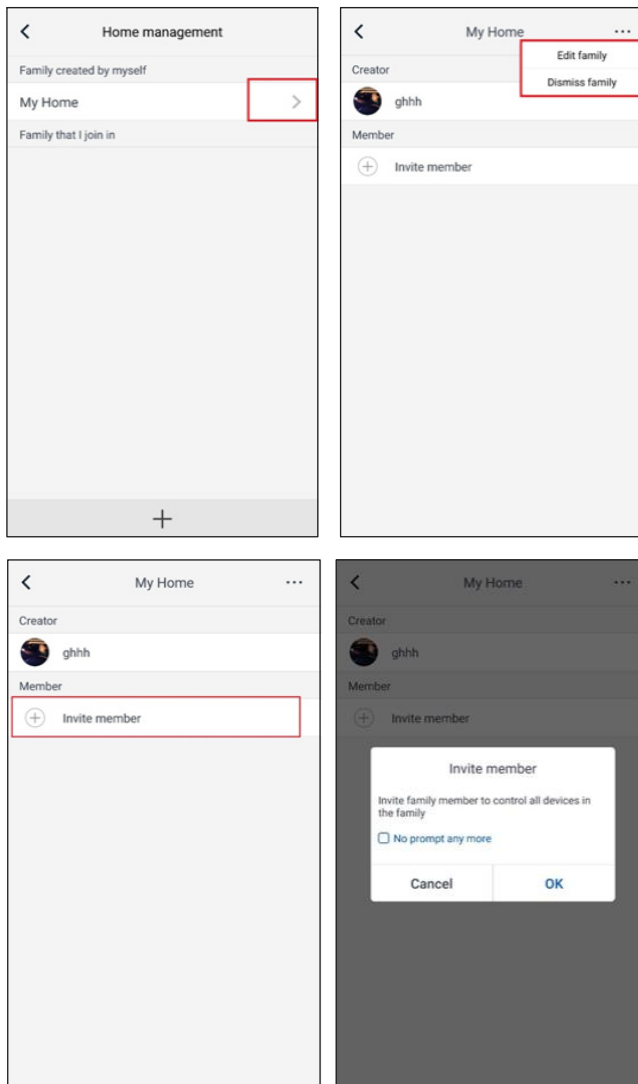 Home management
Family created by myself
My Home
Family that I join in
My Home
Edit family
Dismiss family
Creator
ghhh
Member
Invite member
My Home
Creator
ghhh
Member
Invite member
My Home
Creator
ghhh
Member
Invite member
Invite member
Invite family member to control all devices in
the family
No prompt any more
Cancel OK